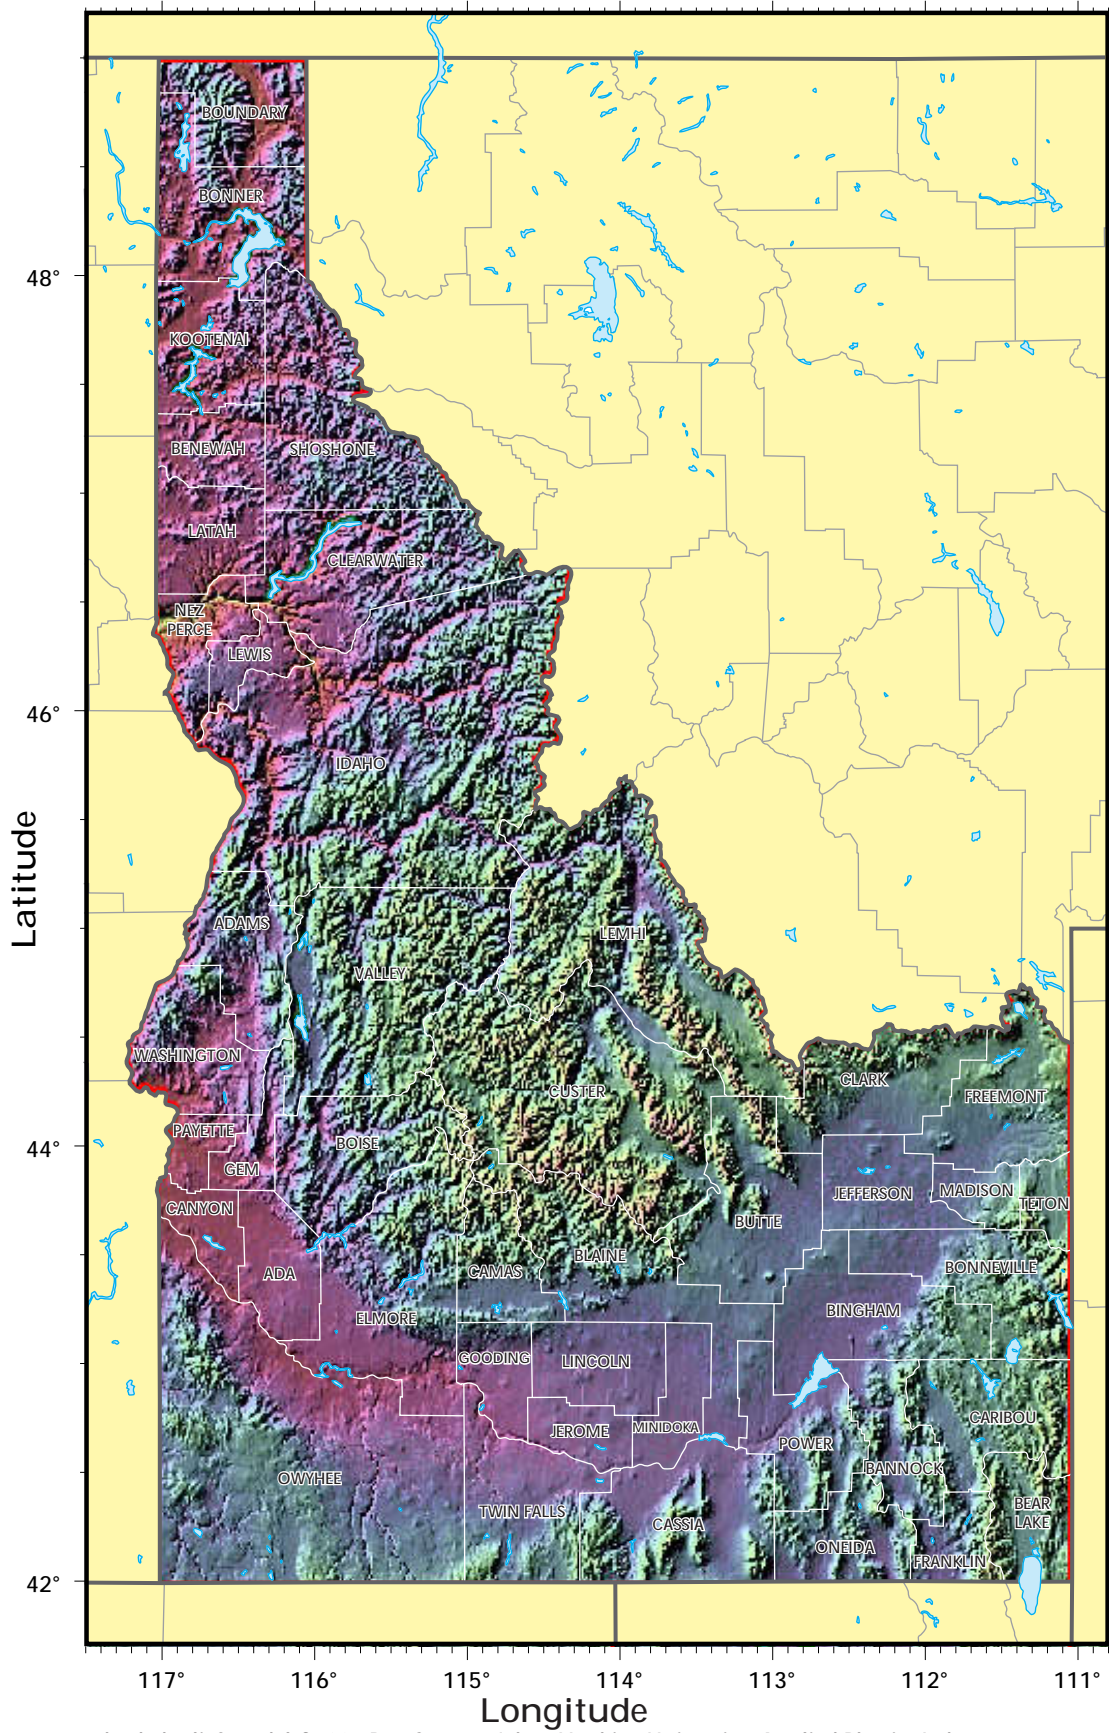 BOUNDARY
BONNER
48°
KOOTENAI
BENEWAH
SHOSHONE
LATAH
CLEARWATER
NEZ
PERCE
LEWIS
46°
IDAHO
Latitude
ADAMS
LEMHI
VALLEY
WASHINGTON
CUSTER
CLARK
FREEMONT
44°
PAYETTE
BOISE
GEM
JEFFERSON
MADISON
TETON
CANYON
BUTTE
ADA
CAMAS
BLAINE
BONNEVILLE
ELMORE
BINGHAM
GOODING
LINCOLN
JEROME
MINIDOKA
CARIBOU
POWER
OWYHEE
BANNOCK
TWIN FALLS
CASSIA
BEAR
LAKE
ONEIDA
FRANKLIN
42°
117°
116°
115°
114°
113°
112°
111°
Longitude